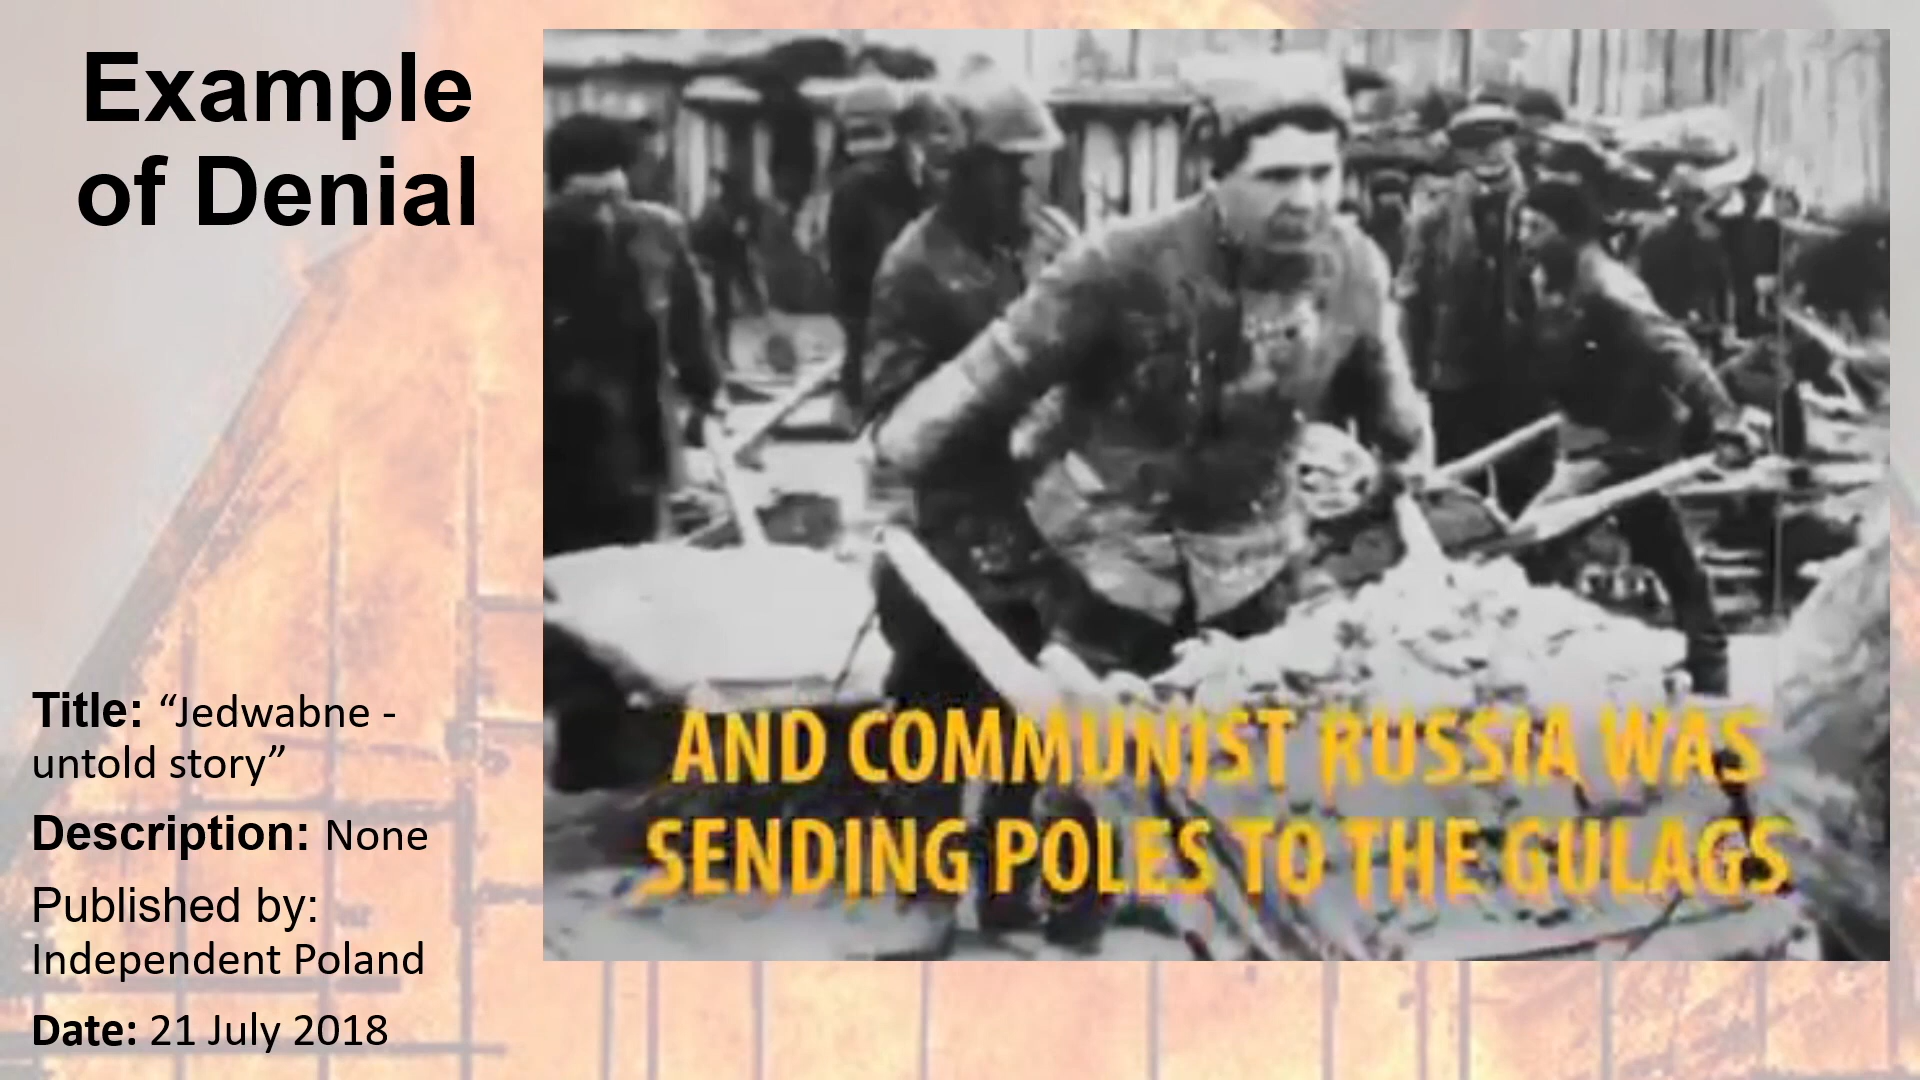 Example
of Denial
Title: “Jedwabne -
untold story”
Description: None
Published by:
Independent Poland
Date: 21 July 2018
AND COMMUNIST RUSSIA WAS
SENDING POLES TO THE GULAGS